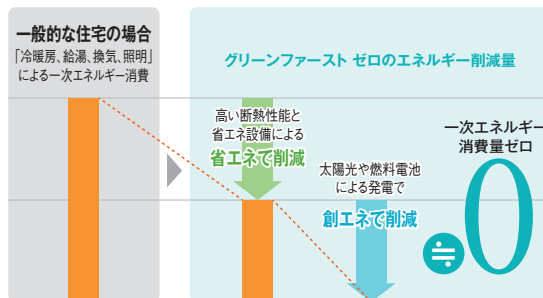 一般的な住宅の場合
「冷暖房、給湯、換気、照明」
による一次エネルギー消費
グリーンファースト ゼロのエネルギー削減量
高い断熱性能と
省エネ設備による
省エネで削減
太陽光や燃料電池
による発電で
創エネで削減
一次エネルギー
消費量ゼロ
≒0